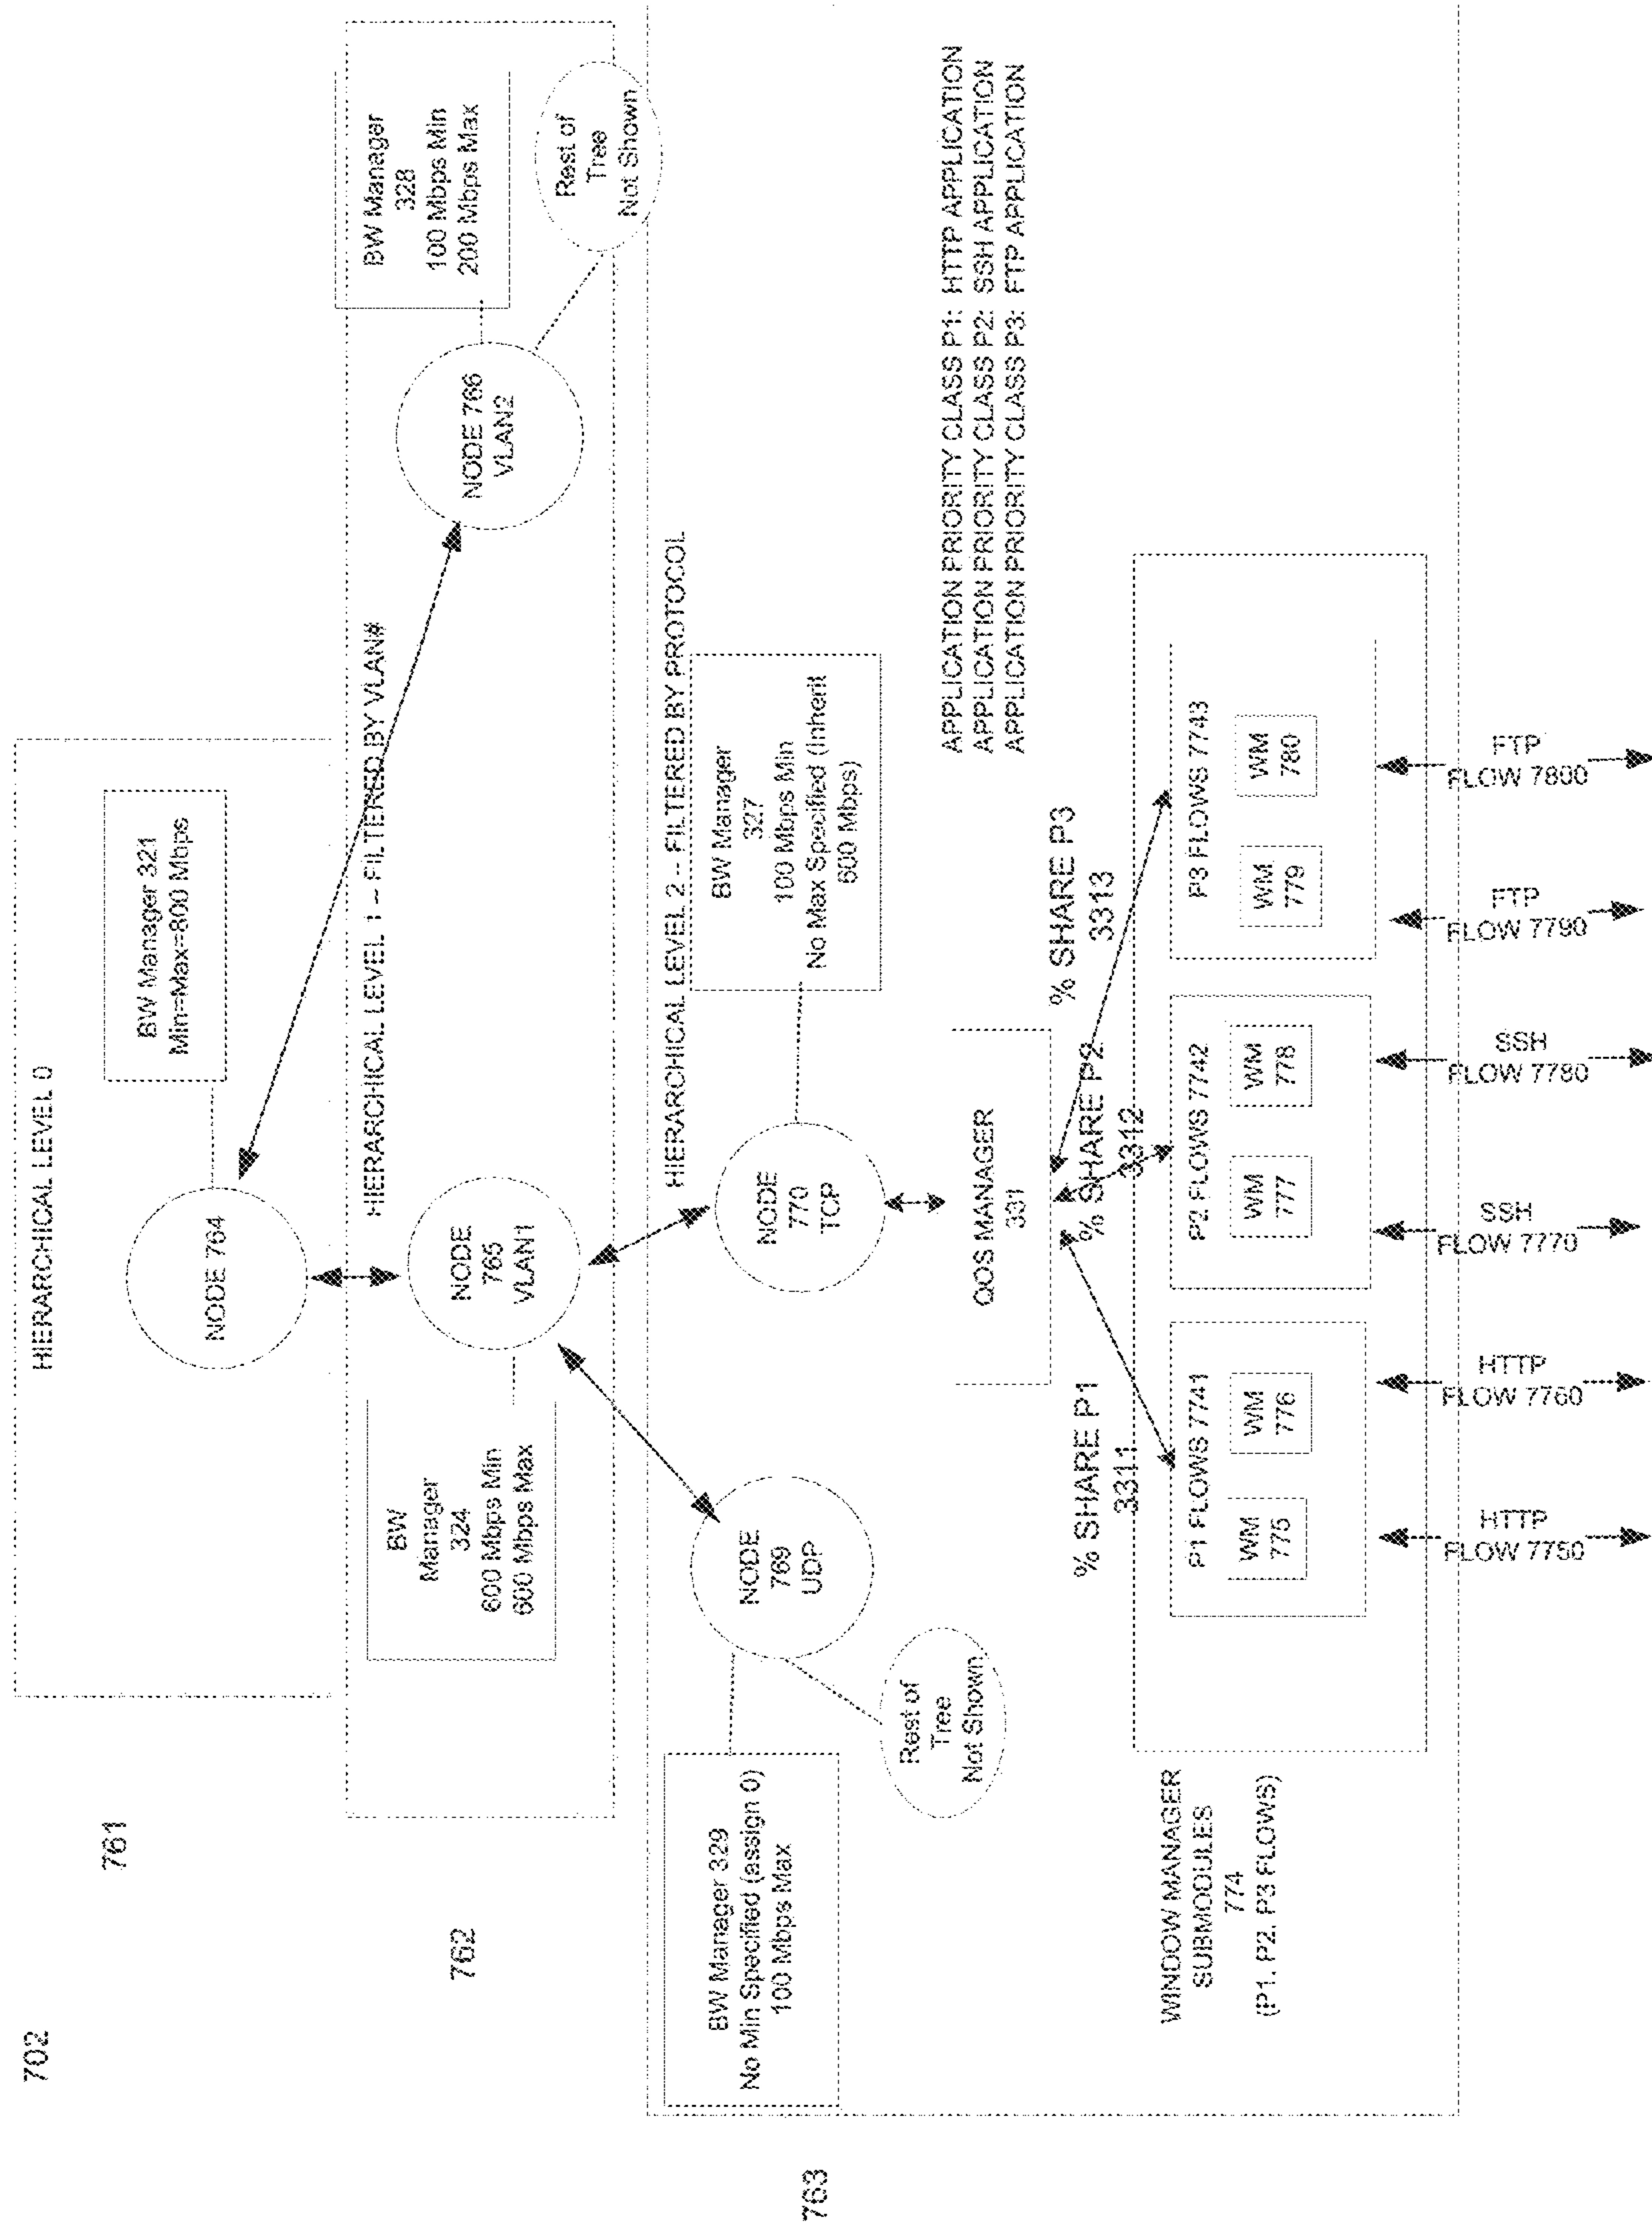 702
761
HIERARCHICAL LEVEL 0
NODE 764
BW Manager 321
Min=Max=800 Mbps
762
HIERARCHICAL LEVEL 1 -- FILTERED BY VLAN#
BW
Manager
324
600 Mbps Min
600 Mbps Max
NODE
765
VLAN1
NODE 766
VLAN2
BW Manager
328
100 Mbps Min
200 Mbps Max
Rest of
Tree
Not Shown
763
HIERARCHICAL LEVEL 2 -- FILTERED BY PROTOCOL
BW Manager 329
No Min Specified (assign 0)
100 Mbps Max
NODE
769
UDP
Rest of
Tree
Not Shown
NODE
770
TCP
BW Manager
327
100 Mbps Min
No Max Specified (Inherit
600 Mbps)
APPLICATION PRIORITY CLASS P1: HTTP APPLICATION
APPLICATION PRIORITY CLASS P2: SSH APPLICATION
APPLICATION PRIORITY CLASS P3: FTP APPLICATION
QOS MANAGER
331
% SHARE P1
3311
% SHARE P2
3312
% SHARE P3
3313
WINDOW MANAGER
SUBMODULES
774
(P1, P2, P3 FLOWS)
P1 FLOWS 7741
WM
775
WM
776
P2 FLOWS 7742
WM
777
WM
778
P3 FLOWS 7743
WM
779
WM
780
HTTP
FLOW 7750
HTTP
FLOW 7760
SSH
FLOW 7770
SSH
FLOW 7780
FTP
FLOW 7790
FTP
FLOW 7800